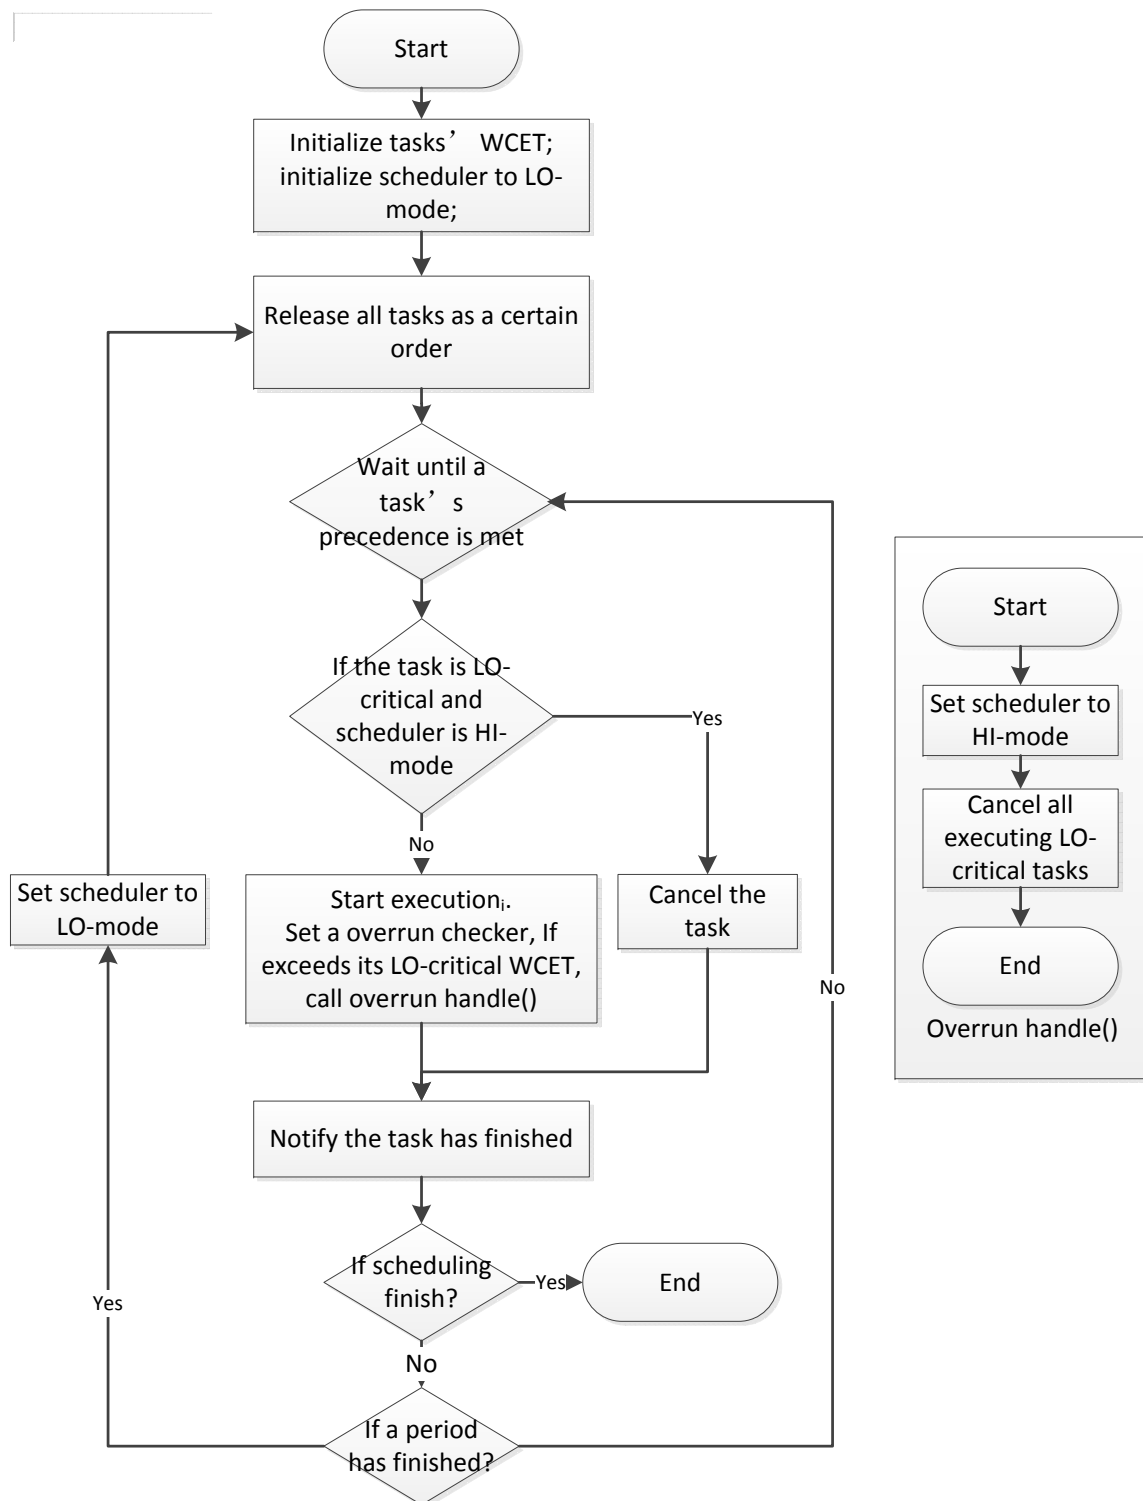 Start
Initialize tasks’ WCET;
initialize scheduler to LO-
mode;
Release all tasks as a certain
order
Wait until a
task’s
precedence is met
If the task is LO-
critical and
scheduler is HI-
mode
Yes
No
Start executionᵢ.
Set a overrun checker, If
exceeds its LO-critical WCET,
call overrun handle()
Cancel the
task
Set scheduler to
LO-mode
Notify the task has finished
If scheduling
finish?
Yes
End
No
If a period
has finished?
Yes
No
Start
Set scheduler to
HI-mode
Cancel all
executing LO-
critical tasks
End
Overrun handle()